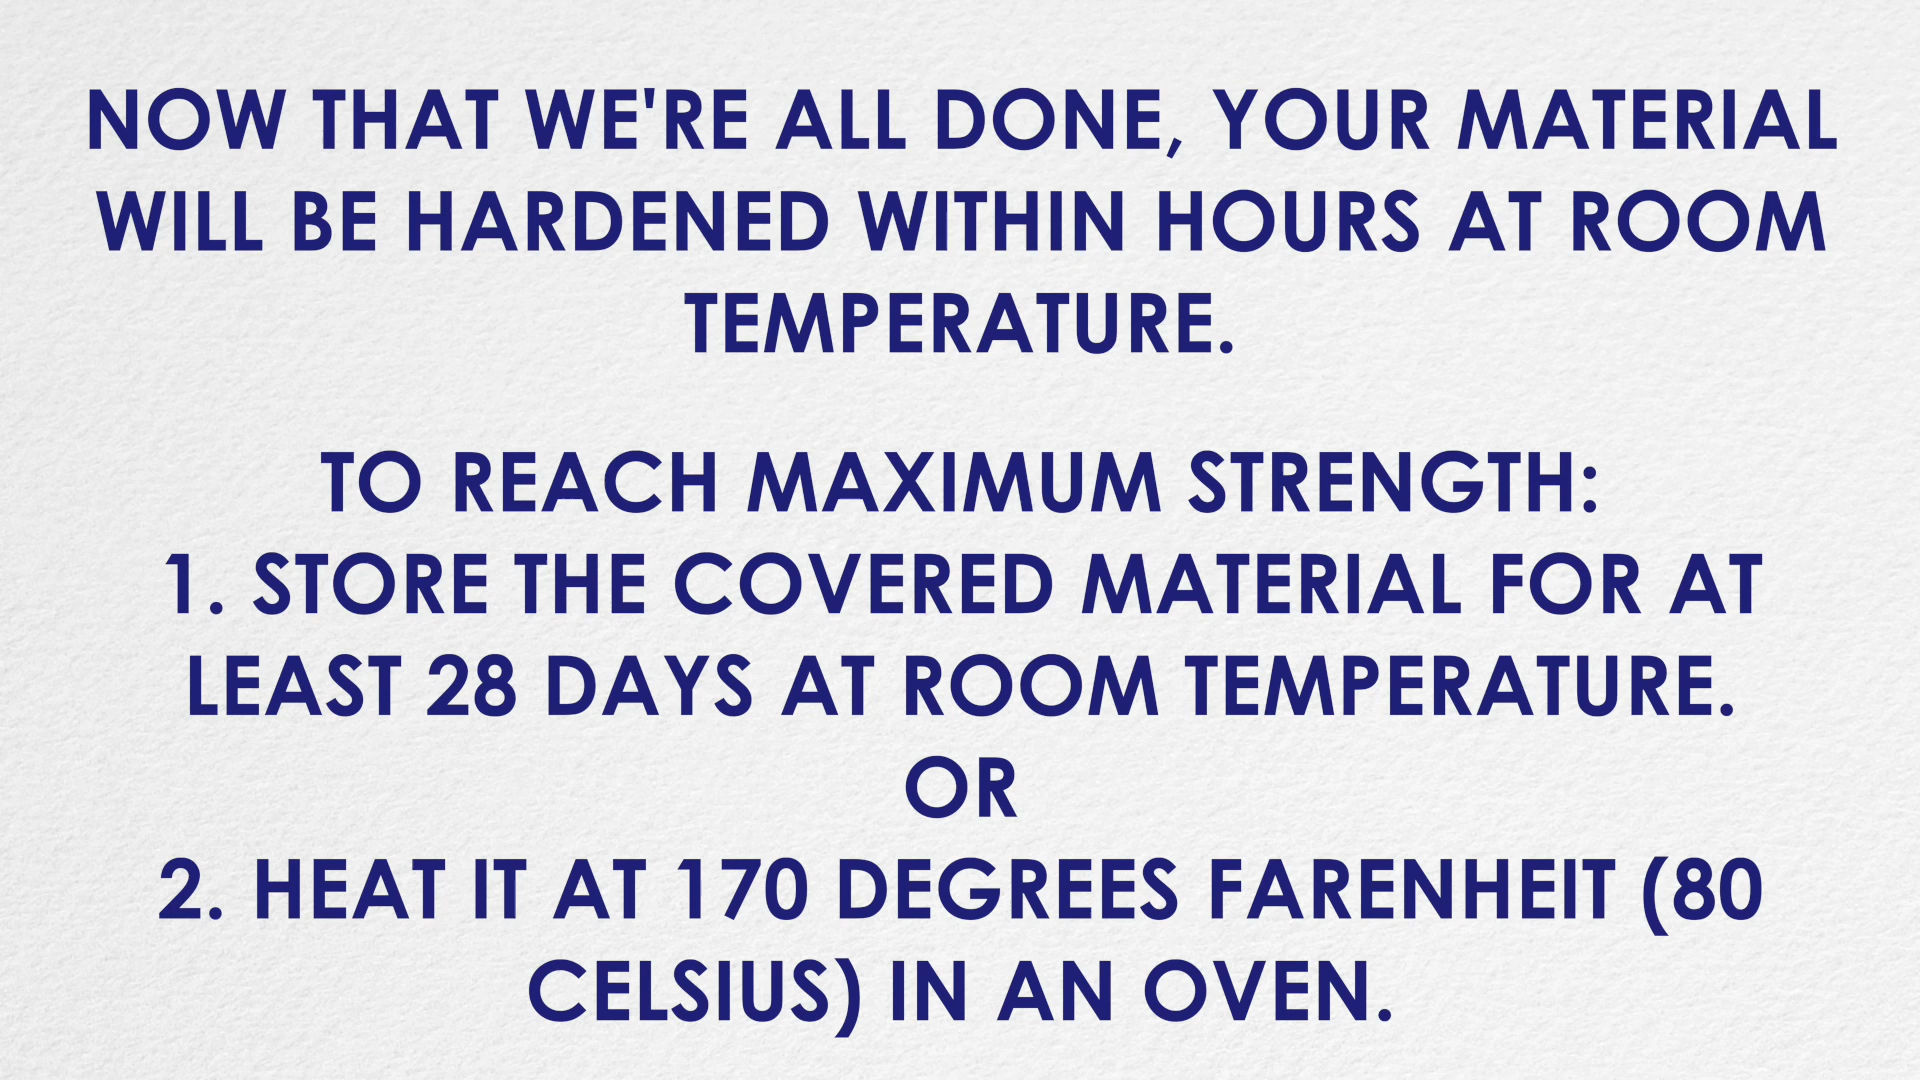 NOW THAT WE'RE ALL DONE, YOUR MATERIAL
WILL BE HARDENED WITHIN HOURS AT ROOM
TEMPERATURE.
TO REACH MAXIMUM STRENGTH:
1. STORE THE COVERED MATERIAL FOR AT
LEAST 28 DAYS AT ROOM TEMPERATURE.
OR
2. HEAT IT AT 170 DEGREES FARENHEIT (80
CELSIUS) IN AN OVEN.